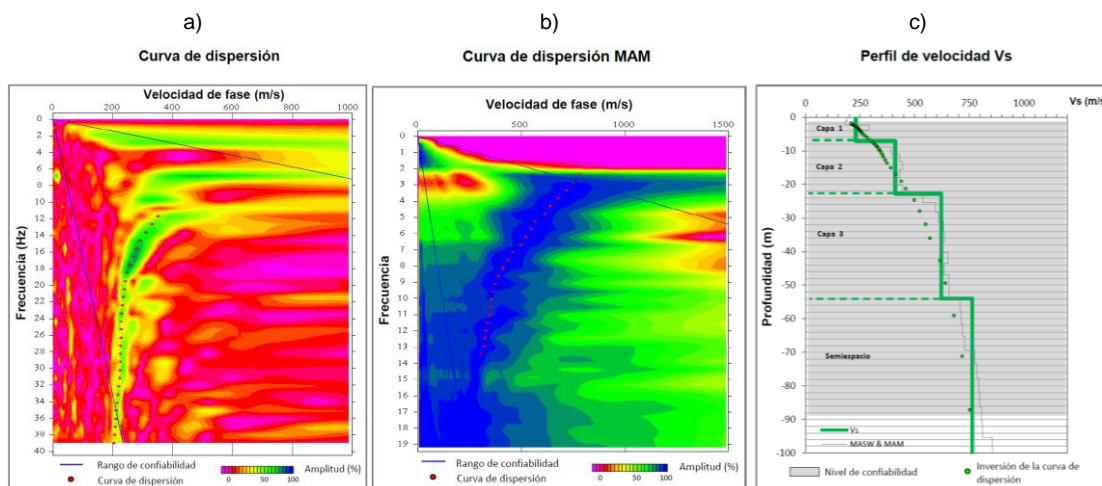 a)
b)
c)
Curva de dispersión
Velocidad de fase (m/s)
0 200 400 600 800 1000
Frecuencia (Hz)
0
2
4
6
8
10
12
14
16
18
20
22
24
26
28
30
32
34
36
38
40
Rango de confiabilidad
Curva de dispersión
Amplitud (%)
0 50 100
Curva de dispersión MAM
Velocidad de fase (m/s)
0 500 1000 1500
Frecuencia
0
1
2
3
4
5
6
7
8
9
10
11
12
13
14
15
16
17
18
19
Rango de confiabilidad
Curva de dispersión
Amplitud (%)
0 50 100
Perfil de velocidad Vs
0 250 500 750 1000 Vs (m/s
Profundidad (m)
0
-10
-20
-30
-40
-50
-60
-70
-80
-90
-100
Capa 1
Capa 2
Capa 3
Semiespacio
Vs
MASW & MAM
Nivel de confiabilidad
Inversión de la curva de
dispersión